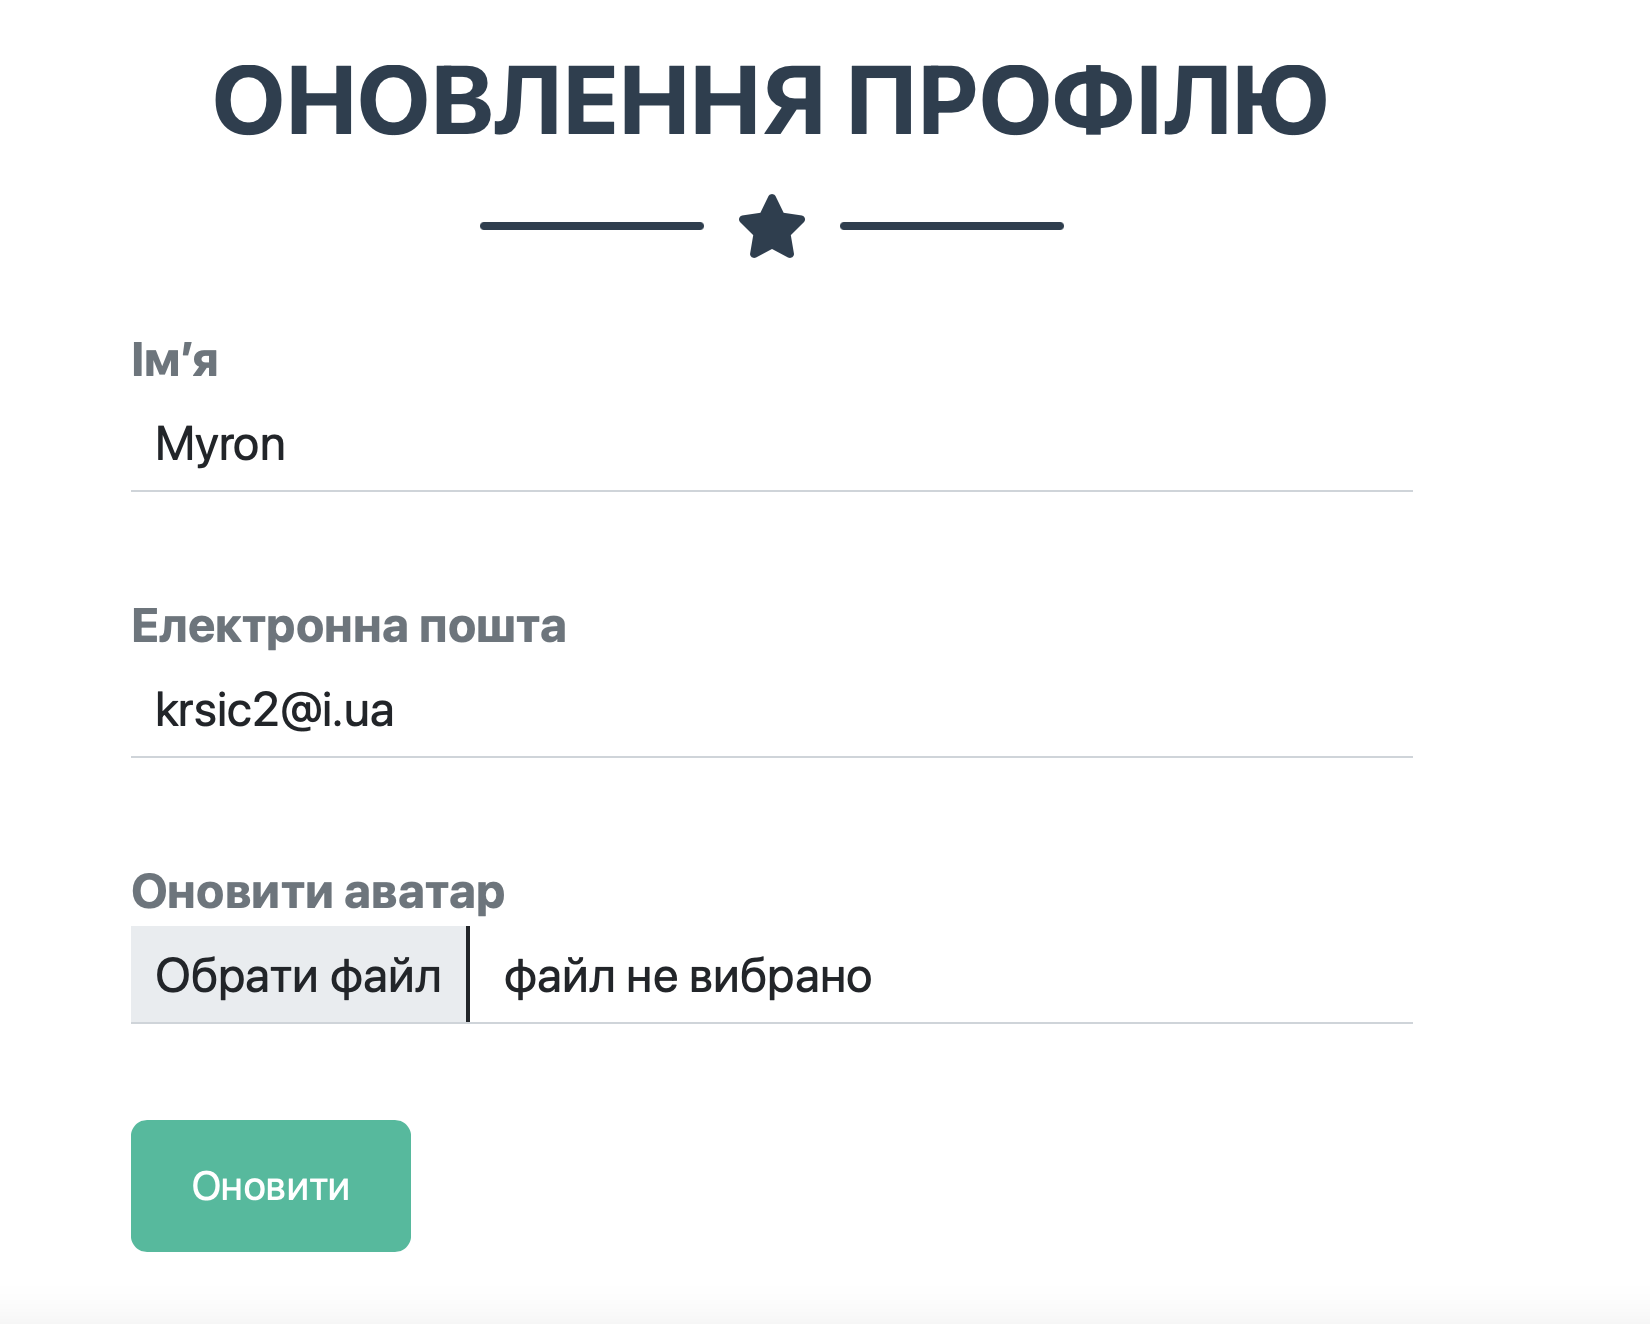 ОНОВЛЕННЯ ПРОФІЛЮ
Ім’я
Myron
Електронна пошта
krsic2@i.ua
Оновити аватар
Обрати файл файл не вибрано
Оновити